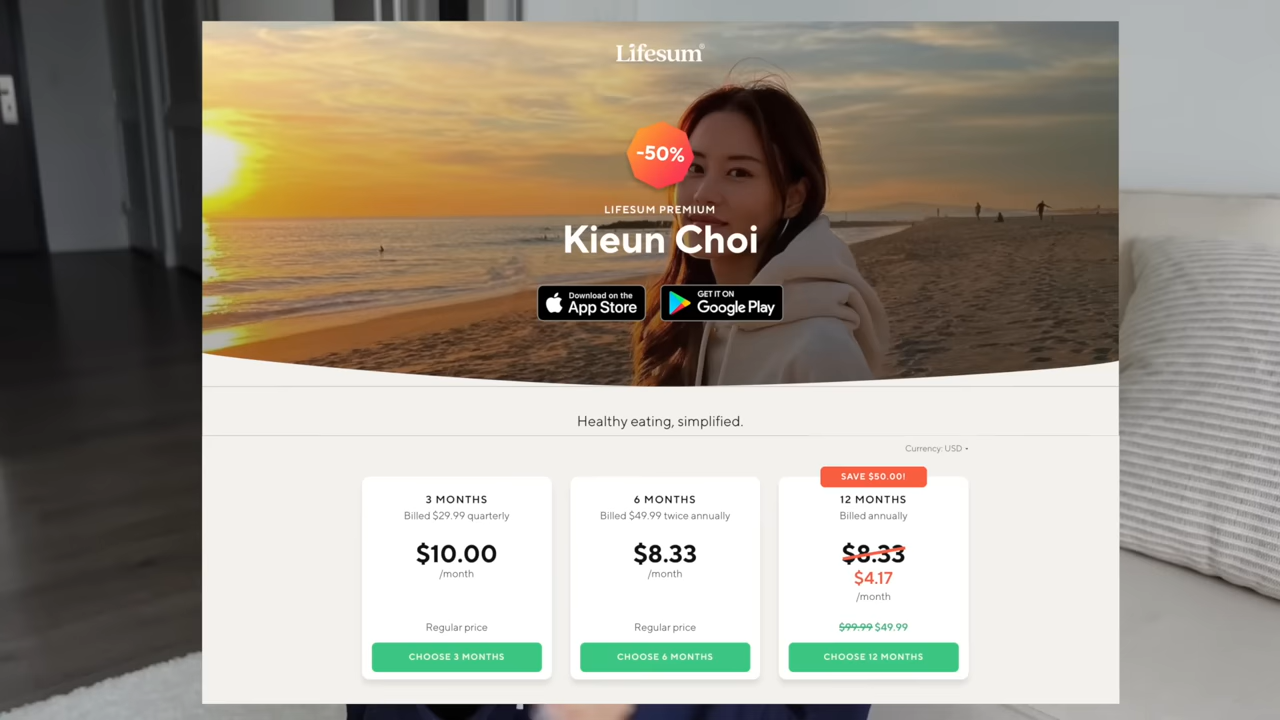 Lifesum®
-50%
LIFESUM PREMIUM
Kieun Choi
Download on the
App Store
GET IT ON
Google Play
Healthy eating, simplified.
Currency: USD
SAVE $50.00!
3 MONTHS
Billed $29.99 quarterly
$10.00
/month
Regular price
CHOOSE 3 MONTHS
6 MONTHS
Billed $49.99 twice annually
$8.33
/month
Regular price
CHOOSE 6 MONTHS
12 MONTHS
Billed annually
$8.33
$4.17
/month
$99.99 $49.99
CHOOSE 12 MONTHS